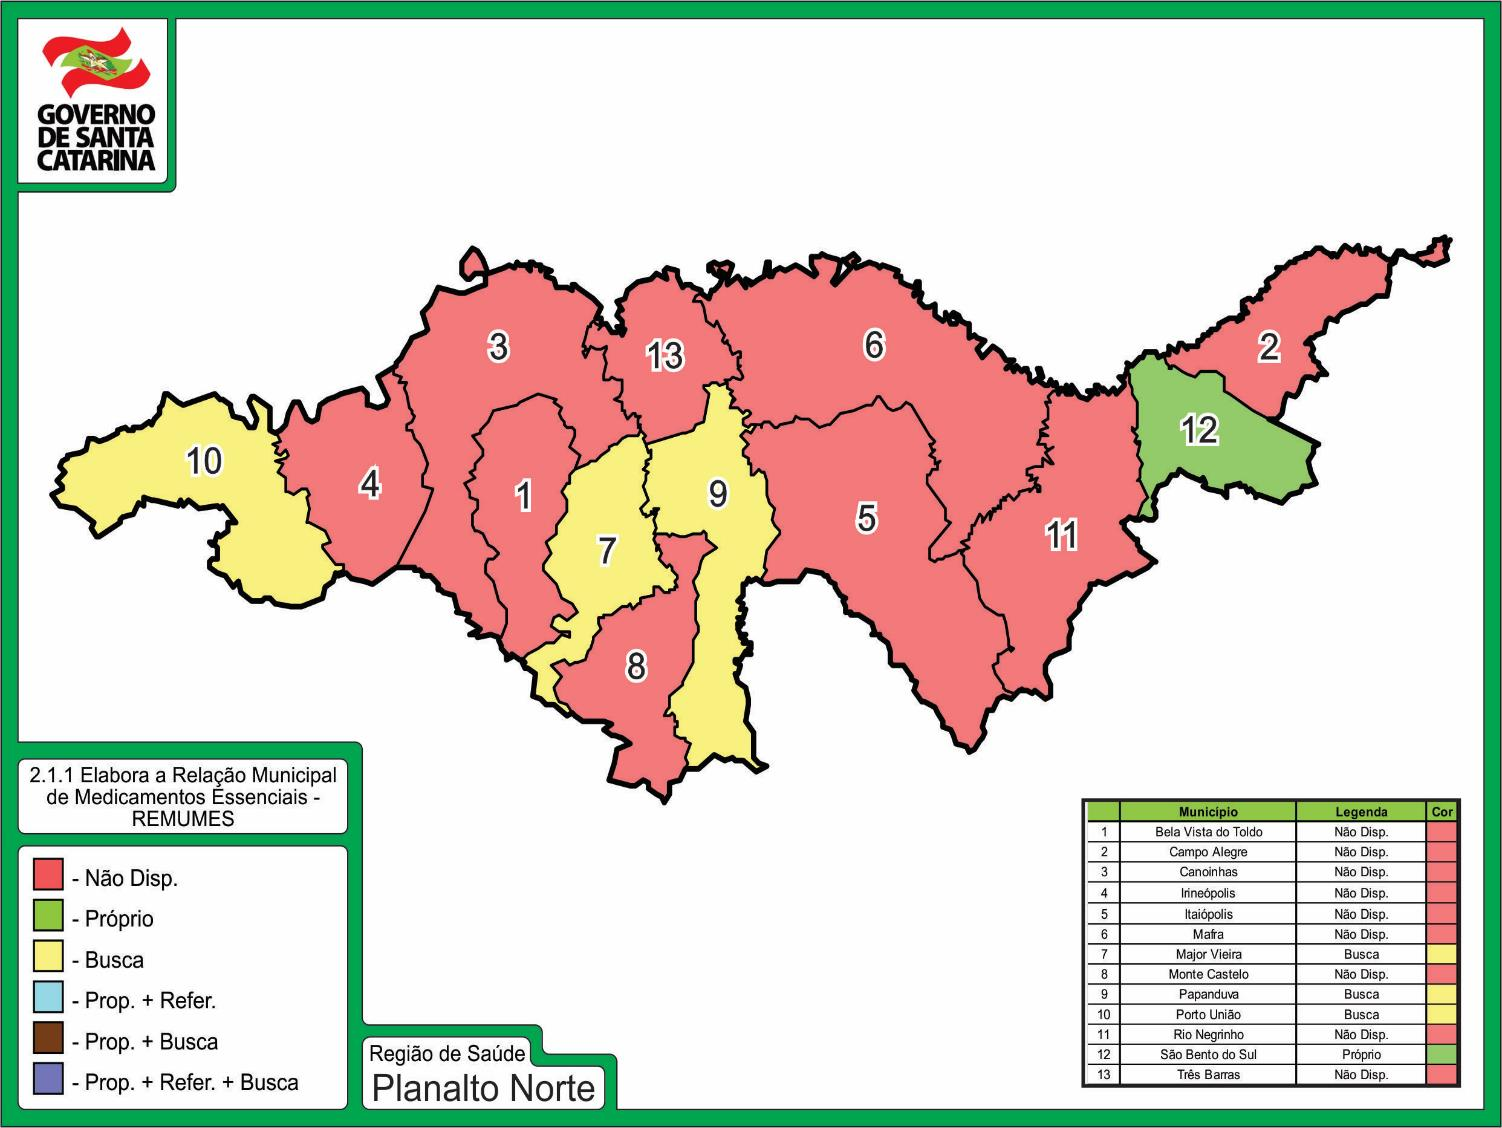 GOVERNO
DE SANTA
CATARINA
3
13
6
2
12
10
4
1
9
5
7
11
8
2.1.1 Elabora a Relação Municipal
de Medicamentos Essenciais -
REMUMES
- Não Disp.
- Próprio
- Busca
- Prop. + Refer.
- Prop. + Busca
- Prop. + Refer. + Busca
Região de Saúde
Planalto Norte
Município Legenda Cor
1 Bela Vista do Toldo Não Disp.
2 Campo Alegre Não Disp.
3 Canoinhas Não Disp.
4 Irineópolis Não Disp.
5 Itaiópolis Não Disp.
6 Mafra Não Disp.
7 Major Vieira Busca
8 Monte Castelo Não Disp.
9 Papanduva Busca
10 Porto União Busca
11 Rio Negrinho Não Disp.
12 São Bento do Sul Próprio
13 Três Barras Não Disp.